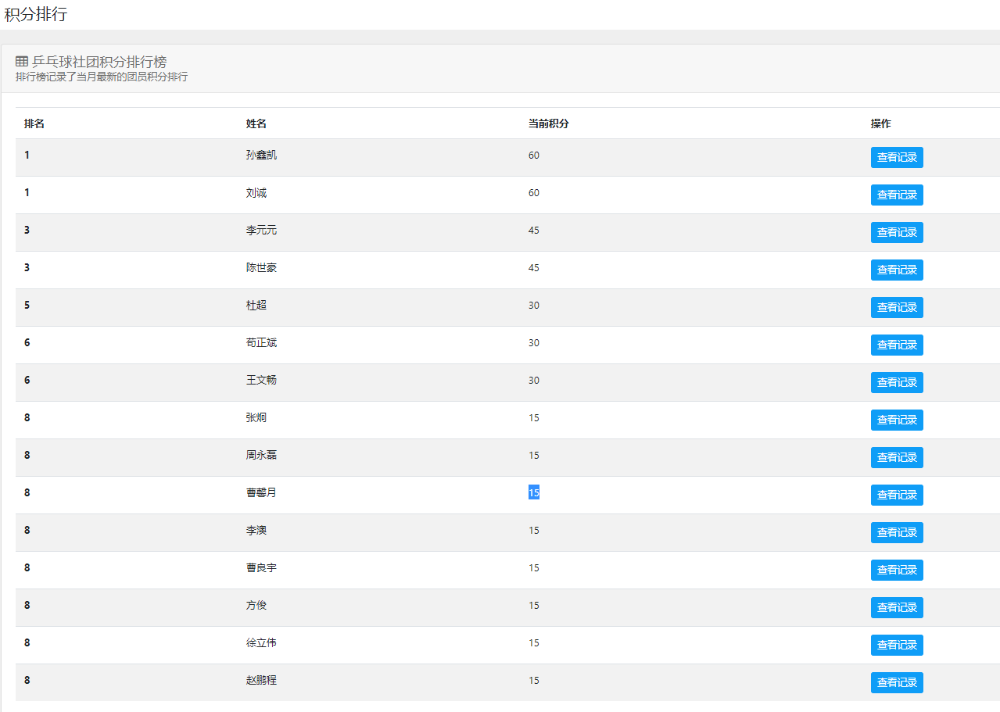 积分排行
乒乓球社团积分排行榜
排行榜记录了当月最新的团员积分排行
排名 姓名 当前积分 操作
1 孙鑫凯 60 查看记录
1 刘诚 60 查看记录
3 李元元 45 查看记录
3 陈世豪 45 查看记录
5 杜超 30 查看记录
6 苟正斌 30 查看记录
6 王文畅 30 查看记录
8 张炯 15 查看记录
8 周永磊 15 查看记录
8 曹馨月 15 查看记录
8 李澳 15 查看记录
8 曹良宇 15 查看记录
8 方俊 15 查看记录
8 徐立伟 15 查看记录
8 赵鹏程 15 查看记录